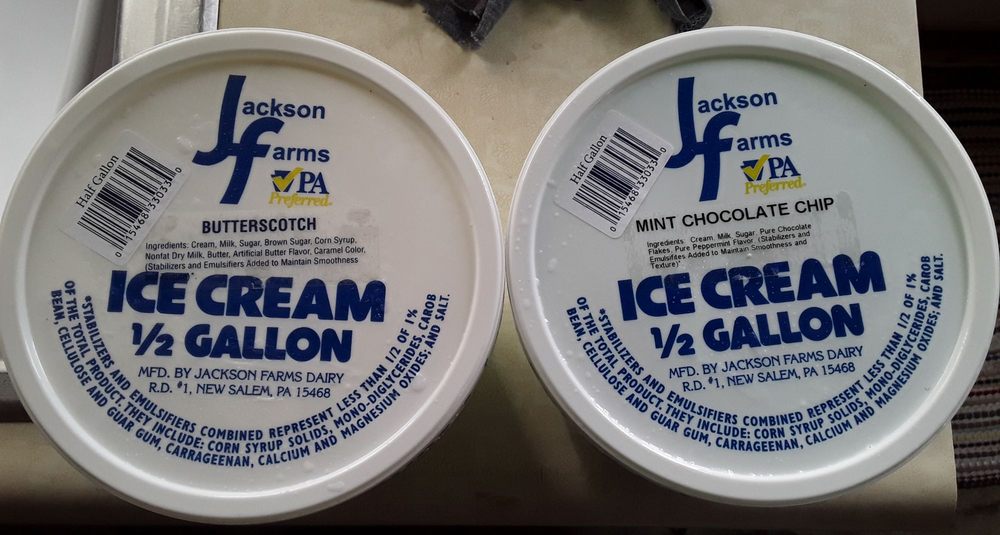 Jackson
Farms
PA
Preferred.
Half Gallon
0 15468 33033 0
BUTTERSCOTCH
Ingredients: Cream, Milk, Sugar, Brown Sugar, Corn Syrup,
Nonfat Dry Milk, Butter, Artificial Butter Flavor, Caramel Color,
(Stabilizers and Emulsifiers Added to Maintain Smoothness
ICE CREAM
1/2 GALLON
MFD. BY JACKSON FARMS DAIRY
R.D. #1, NEW SALEM, PA 15468
*STABILIZERS AND EMULSIFIERS COMBINED REPRESENT LESS THAN 1/2 OF 1%
OF THE TOTAL PRODUCT. THEY INCLUDE: CORN SYRUP SOLIDS, MONO-DIGLYCERIDES, CAROB
BEAN, CELLULOSE AND GUAR GUM, CARRAGEENAN, CALCIUM AND MAGNESIUM OXIDES; AND SALT.
Jackson
Farms
PA
Preferred.
Half Gallon
0 15468 33033 0
MINT CHOCOLATE CHIP
Ingredients: Cream, Milk, Sugar, Pure Chocolate
Flakes, Pure Peppermint Flavor, (Stabilizers and
Emulsifiers Added to Maintain Smoothness and
Texture)*
ICE CREAM
1/2 GALLON
MFD. BY JACKSON FARMS DAIRY
R.D. #1, NEW SALEM, PA 15468
*STABILIZERS AND EMULSIFIERS COMBINED REPRESENT LESS THAN 1/2 OF 1%
OF THE TOTAL PRODUCT. THEY INCLUDE: CORN SYRUP SOLIDS, MONO-DIGLYCERIDES, CAROB
BEAN, CELLULOSE AND GUAR GUM, CARRAGEENAN, CALCIUM AND MAGNESIUM OXIDES; AND SALT.